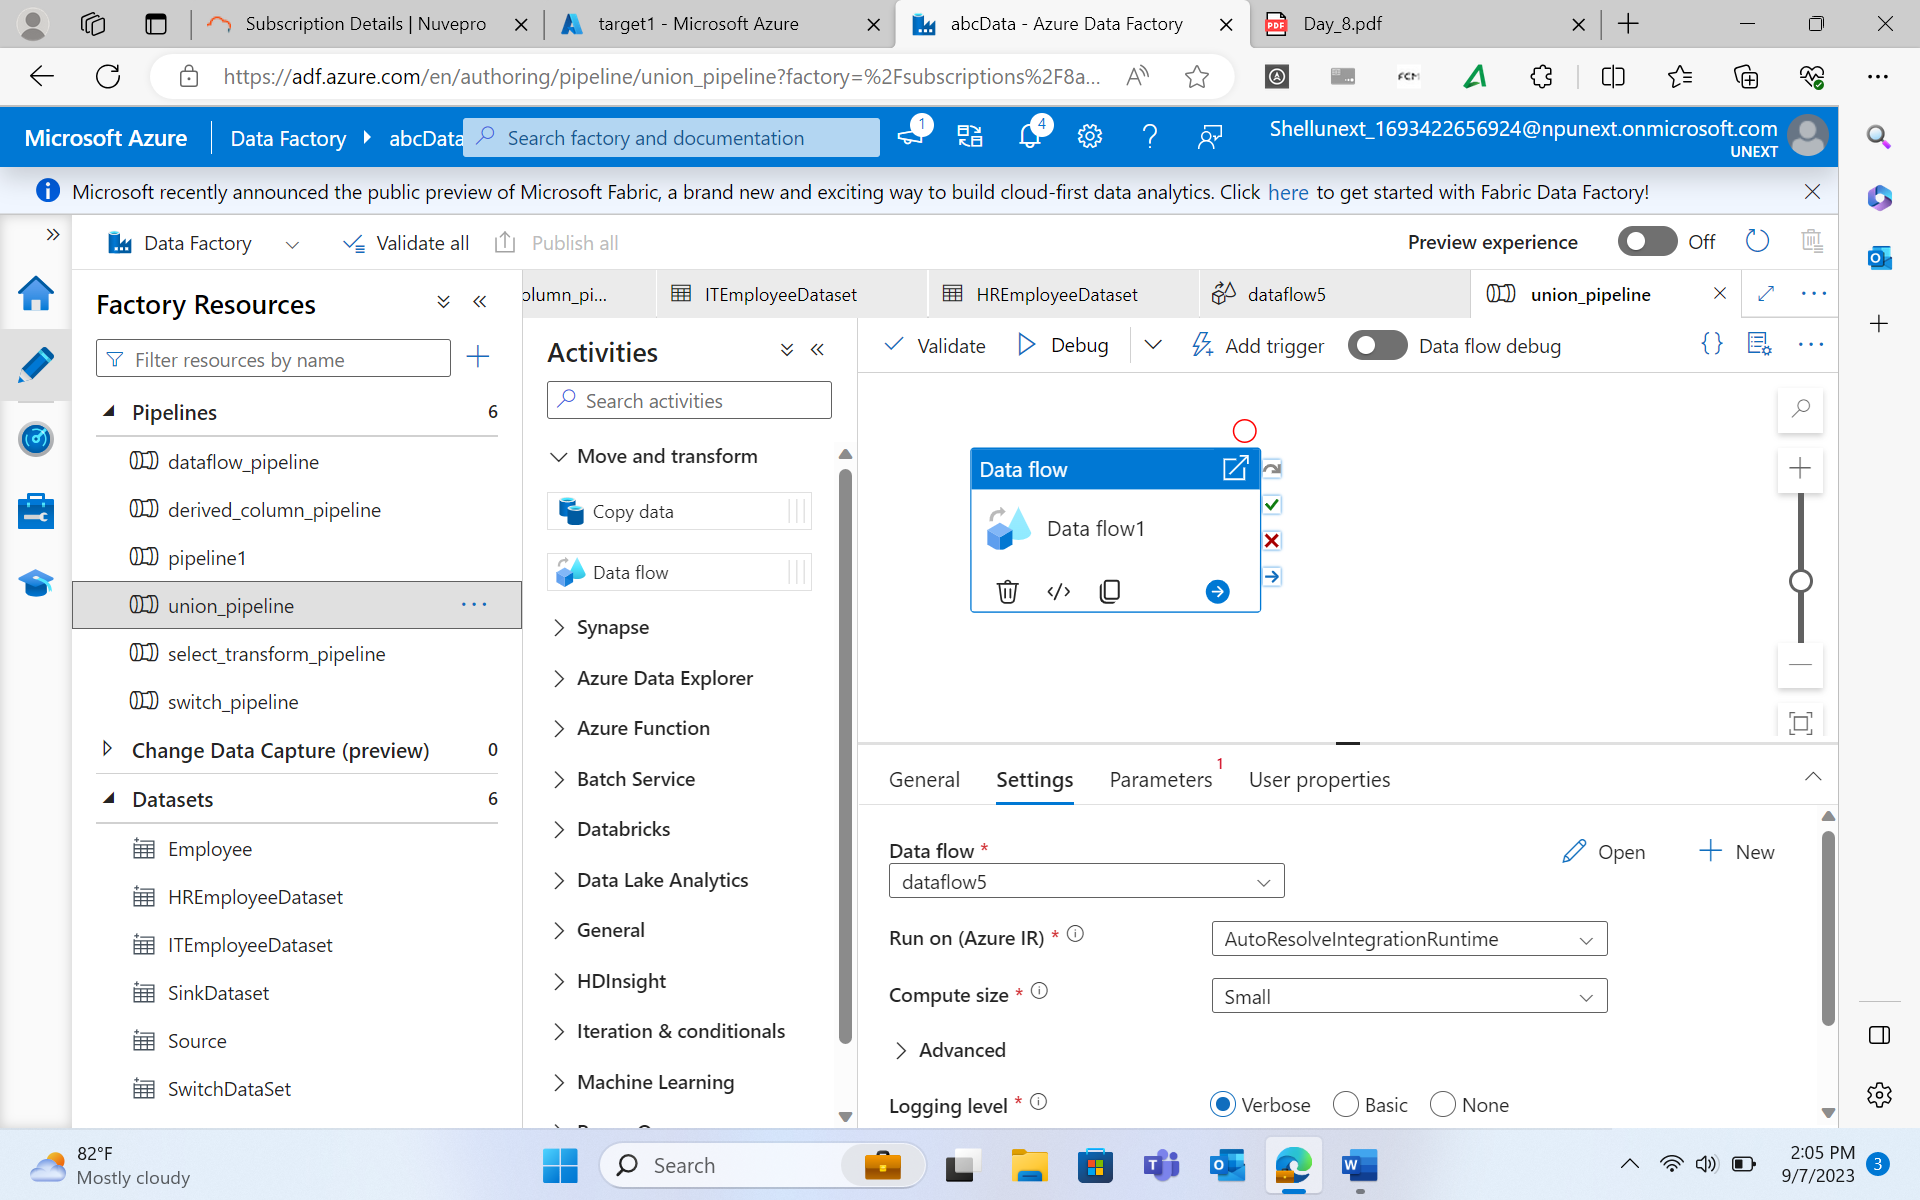 Subscription Details | Nuvepro
target1 - Microsoft Azure
abcData - Azure Data Factory
PDF
Day_8.pdf
https://adf.azure.com/en/authoring/pipeline/union_pipeline?factory=%2Fsubscriptions%2F8a...
A
FCM
Microsoft Azure
Data Factory
abcData
Search factory and documentation
1
4
Shellunext_1693422656924@npunext.onmicrosoft.com
UNEXT
Microsoft recently announced the public preview of Microsoft Fabric, a brand new and exciting way to build cloud-first data analytics. Click here to get started with Fabric Data Factory!
Data Factory
Validate all
Publish all
Preview experience
Off
Factory Resources
olumn_pi...
ITEmployeeDataset
HREmployeeDataset
dataflow5
union_pipeline
Filter resources by name
Pipelines
6
dataflow_pipeline
derived_column_pipeline
pipeline1
union_pipeline
select_transform_pipeline
switch_pipeline
Change Data Capture (preview)
0
Datasets
6
Employee
HREmployeeDataset
ITEmployeeDataset
SinkDataset
Source
SwitchDataSet
Activities
Search activities
Move and transform
Copy data
Data flow
Synapse
Azure Data Explorer
Azure Function
Batch Service
Databricks
Data Lake Analytics
General
HDInsight
Iteration & conditionals
Machine Learning
Validate
Debug
Add trigger
Data flow debug
Data flow
Data flow1
General
Settings
Parameters
1
User properties
Data flow *
Open
New
dataflow5
Run on (Azure IR) *
AutoResolveIntegrationRuntime
Compute size *
Small
Advanced
Logging level *
Verbose
Basic
None
82°F
Mostly cloudy
Search
2:05 PM
9/7/2023
3